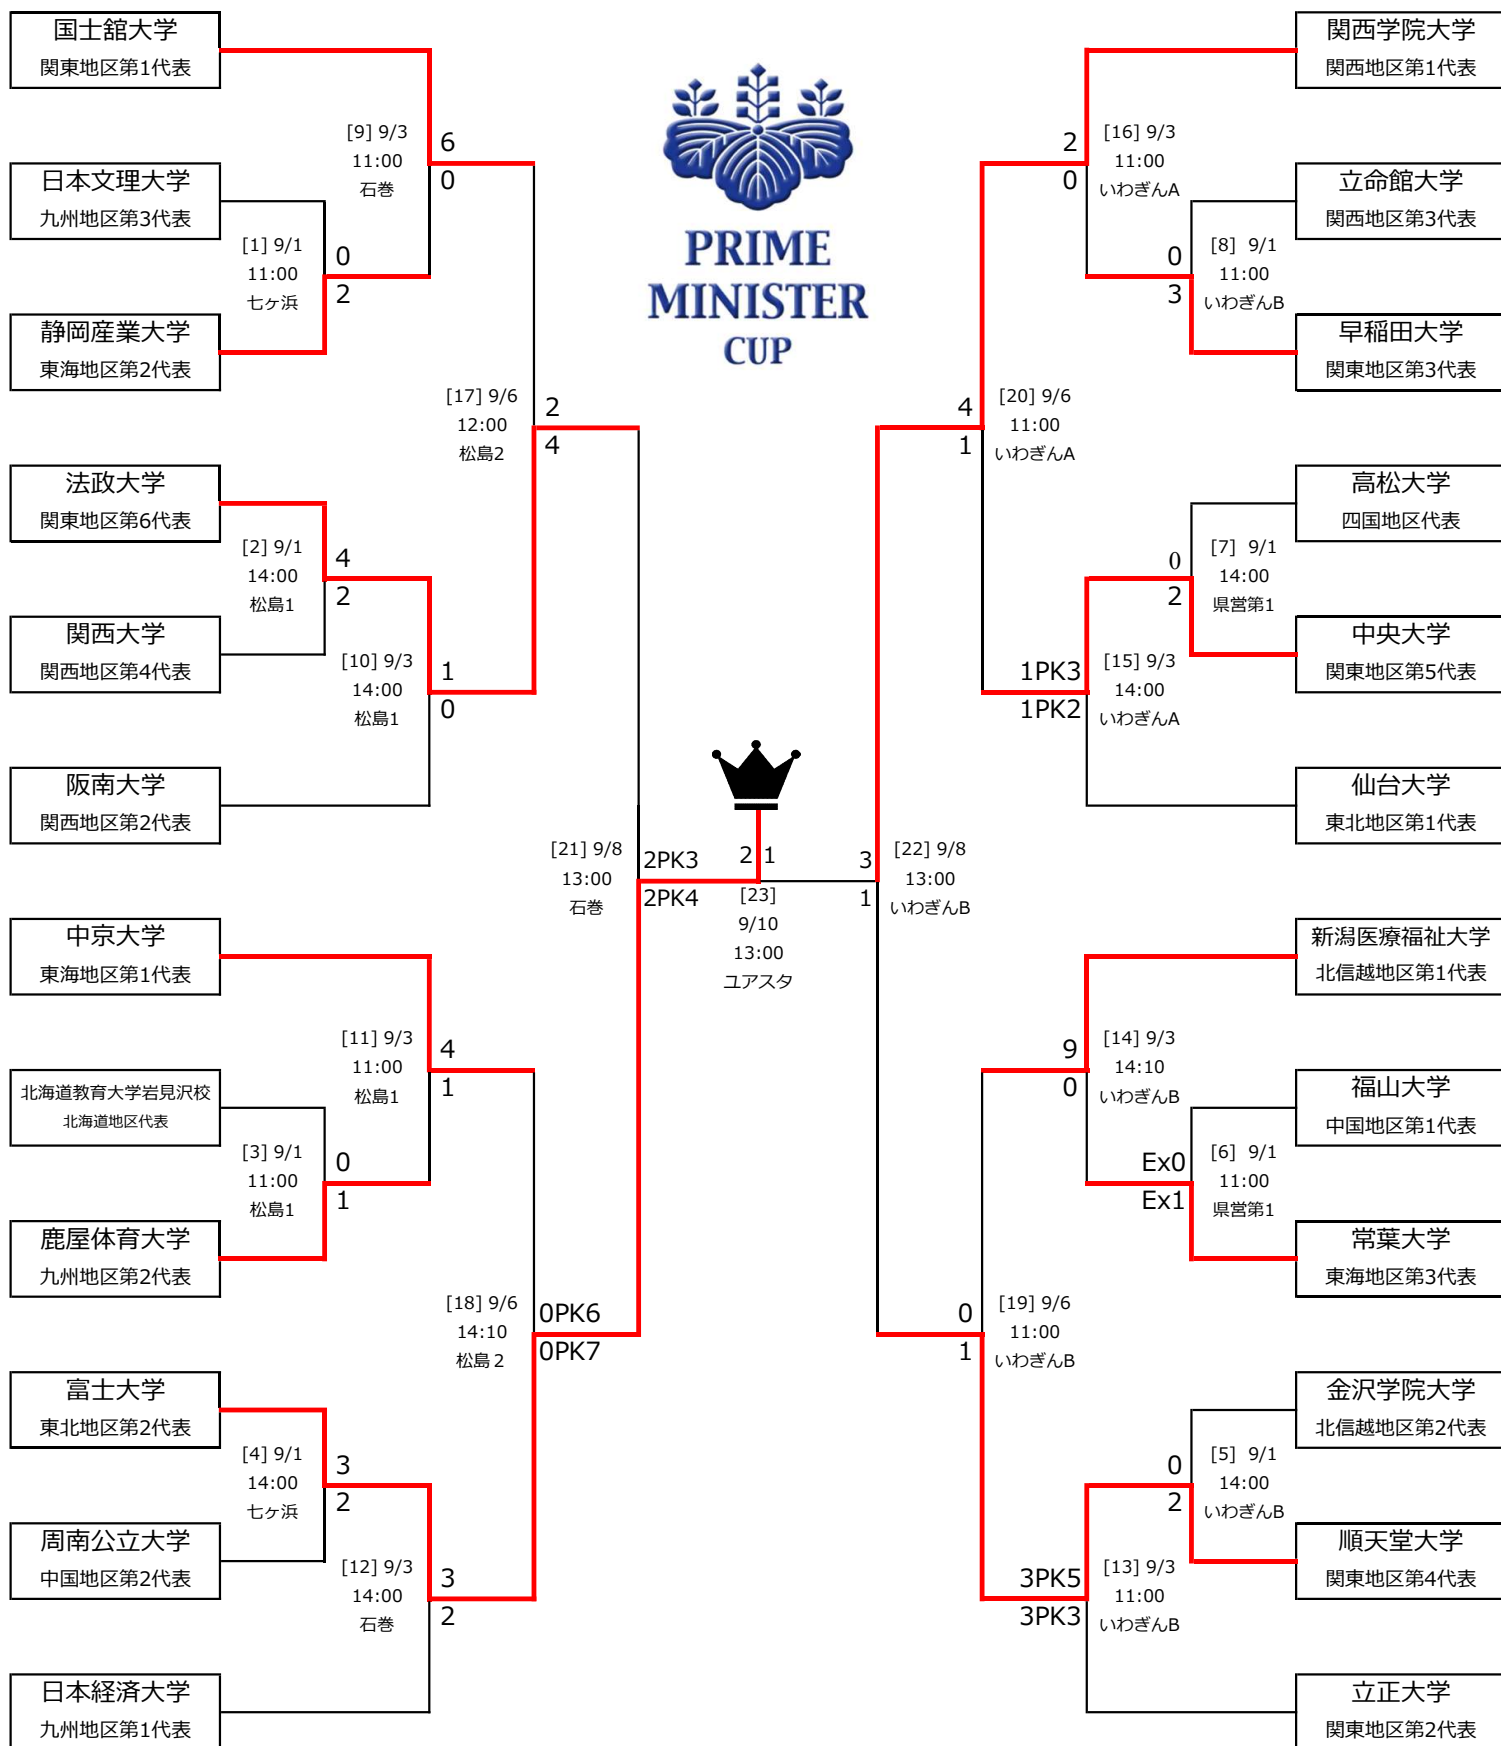 国士舘大学
関東地区第1代表
日本文理大学
九州地区第3代表
静岡産業大学
東海地区第2代表
法政大学
関東地区第6代表
関西大学
関西地区第4代表
阪南大学
関西地区第2代表
中京大学
東海地区第1代表
北海道教育大学岩見沢校
北海道地区代表
鹿屋体育大学
九州地区第2代表
富士大学
東北地区第2代表
周南公立大学
中国地区第2代表
日本経済大学
九州地区第1代表
[1] 9/1
11:00
七ヶ浜
0
2
[2] 9/1
14:00
松島1
4
2
[3] 9/1
11:00
松島1
0
1
[4] 9/1
14:00
七ヶ浜
3
2
[9] 9/3
11:00
石巻
6
0
[10] 9/3
14:00
松島1
1
0
[11] 9/3
11:00
松島1
4
1
[12] 9/3
14:00
石巻
3
2
[17] 9/6
12:00
松島2
2
4
[18] 9/6
14:10
松島２
0PK6
0PK7
[21] 9/8
13:00
石巻
2PK3
2PK4
PRIME
MINISTER
CUP
2 1
[23]
9/10
13:00
ユアスタ
3
1
[22] 9/8
13:00
いわぎんB
4
1
[20] 9/6
11:00
いわぎんA
0
1
[19] 9/6
11:00
いわぎんB
2
0
[16] 9/3
11:00
いわぎんA
1PK3
1PK2
[15] 9/3
14:00
いわぎんA
9
0
[14] 9/3
14:10
いわぎんB
3PK5
3PK3
[13] 9/3
11:00
いわぎんB
0
3
[8] 9/1
11:00
いわぎんB
0
2
[7] 9/1
14:00
県営第1
Ex0
Ex1
[6] 9/1
11:00
県営第1
0
2
[5] 9/1
14:00
いわぎんB
関西学院大学
関西地区第1代表
立命館大学
関西地区第3代表
早稲田大学
関東地区第3代表
高松大学
四国地区代表
中央大学
関東地区第5代表
仙台大学
東北地区第1代表
新潟医療福祉大学
北信越地区第1代表
福山大学
中国地区第1代表
常葉大学
東海地区第3代表
金沢学院大学
北信越地区第2代表
順天堂大学
関東地区第4代表
立正大学
関東地区第2代表